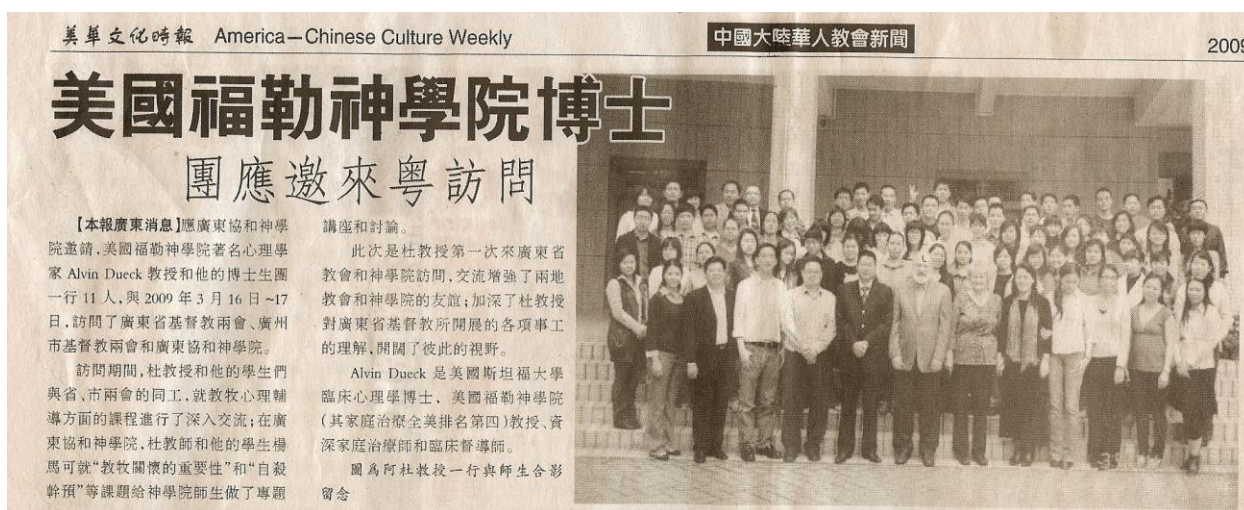 美華文化時報 America—Chinese Culture Weekly
中國大陸華人教會新聞
2009
美國福勒神學院博士
團應邀來粵訪問
【本報廣東消息】應廣東協和神學
院邀請,美國福勒神學院著名心理學
家 Alvin Dueck 教授和他的博士生團
一行 11 人,與 2009 年 3 月 16 日~17
日,訪問了廣東省基督教兩會、廣州
市基督教兩會和廣東協和神學院。
訪問期間,杜教授和他的學生們
與省、市兩會的同工,就教牧心理輔
導方面的課程進行了深入交流;在廣
東協和神學院,杜教師和他的學生楊
馬可就“教牧關懷的重要性”和“自殺
幹預”等課題給神學院師生做了專題
講座和討論。
此次是杜教授第一次來廣東省
教會和神學院訪問,交流增強了兩地
教會和神學院的友誼;加深了杜教授
對廣東省基督教所開展的各項事工
的理解,開闊了彼此的視野。
Alvin Dueck 是美國斯坦福大學
臨床心理學博士、美國福勒神學院
(其家庭治療全美排名第四)教授、資
深家庭治療師和臨床督導師。
圖爲阿杜教授一行與師生合影
留念